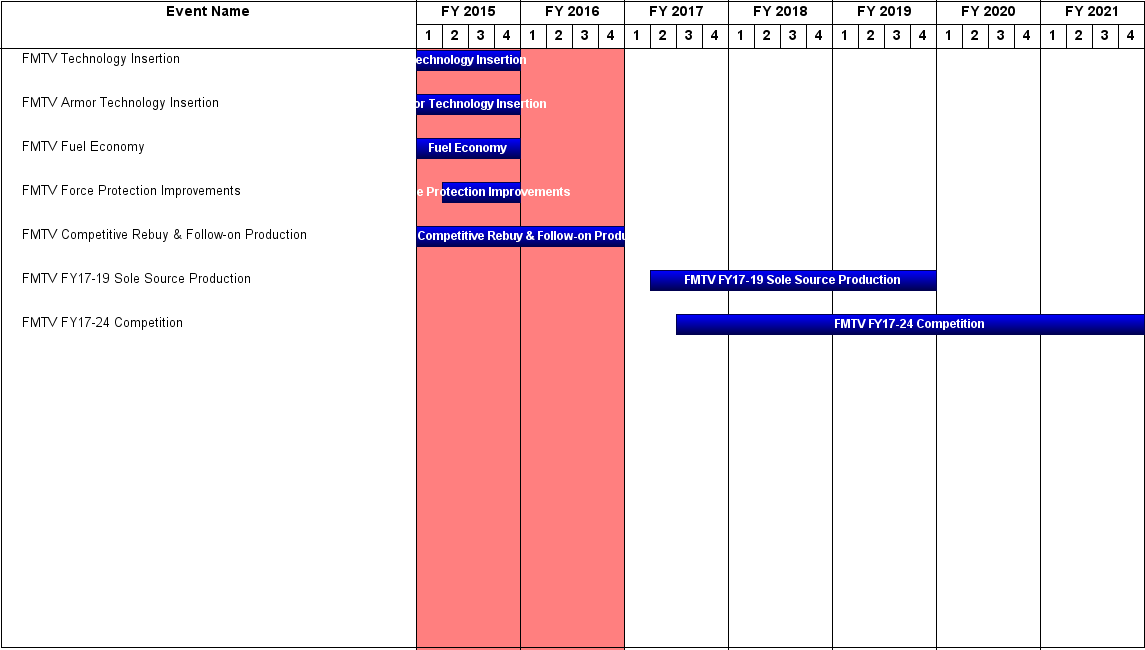 Event Name FY 2015 FY 2016 FY 2017 FY 2018 FY 2019 FY 2020 FY 2021
1 2 3 4 1 2 3 4 1 2 3 4 1 2 3 4 1 2 3 4 1 2 3 4 1 2 3 4
FMTV Technology Insertion echnology Insertion
FMTV Armor Technology Insertion or Technology Insertion
FMTV Fuel Economy Fuel Economy
FMTV Force Protection Improvements e Protection Improvements
FMTV Competitive Rebuy & Follow-on Production Competitive Rebuy & Follow-on Produ
FMTV FY17-19 Sole Source Production FMTV FY17-19 Sole Source Production
FMTV FY17-24 Competition FMTV FY17-24 Competition